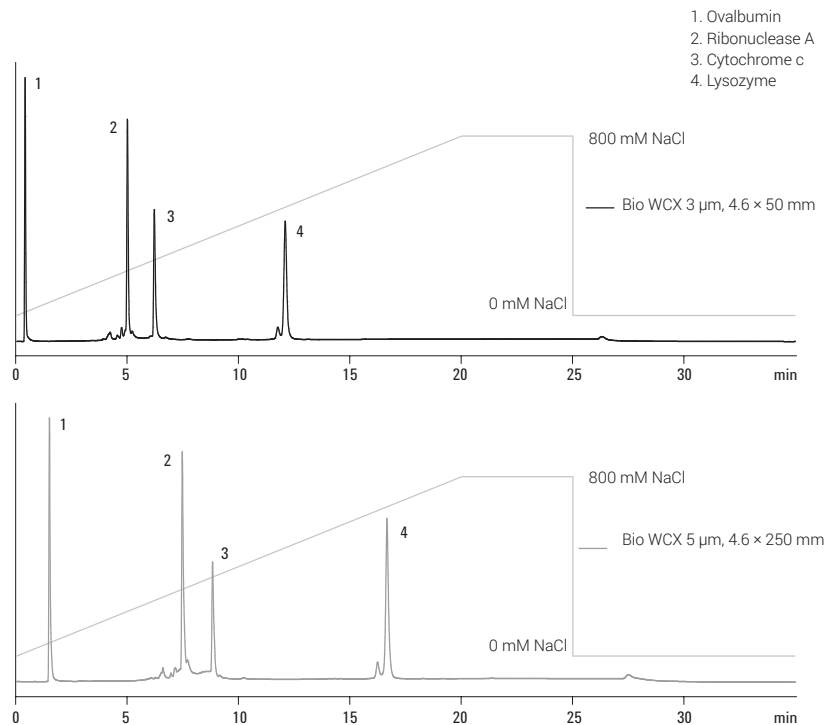 1. Ovalbumin
2. Ribonuclease A
3. Cytochrome c
4. Lysozyme
1
2
3
4
800 mM NaCl
Bio WCX 3 µm, 4.6 × 50 mm
0 mM NaCl
0 5 10 15 20 25 30 min
1
2
3
4
800 mM NaCl
Bio WCX 5 µm, 4.6 × 250 mm
0 mM NaCl
0 5 10 15 20 25 30 min